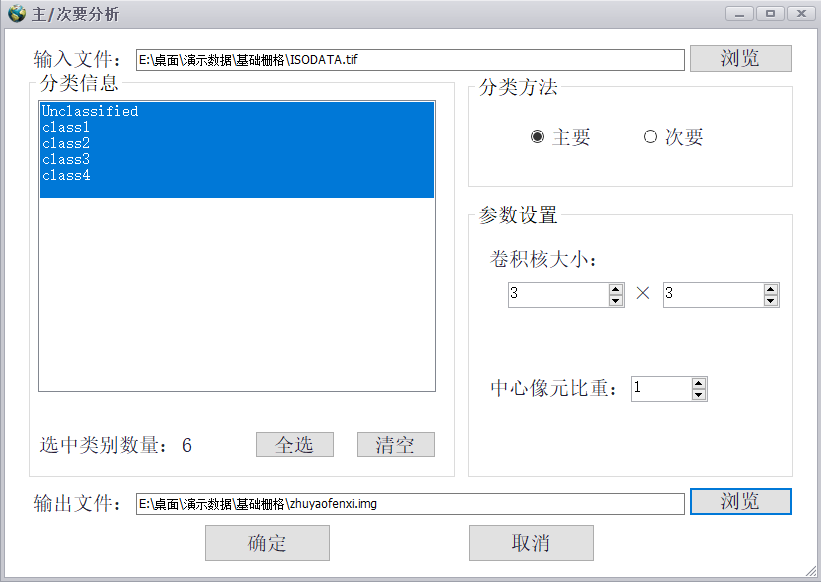 主/次要分析
输入文件： E:\桌面\演示数据\基础栅格\ISODATA.tif 浏览
分类信息
Unclassified
class1
class2
class3
class4
选中类别数量： 6 全选 清空
分类方法
主要 次要
参数设置
卷积核大小：
3 × 3
中心像元比重： 1
输出文件： E:\桌面\演示数据\基础栅格\zhuyaofenxi.img 浏览
确定 取消